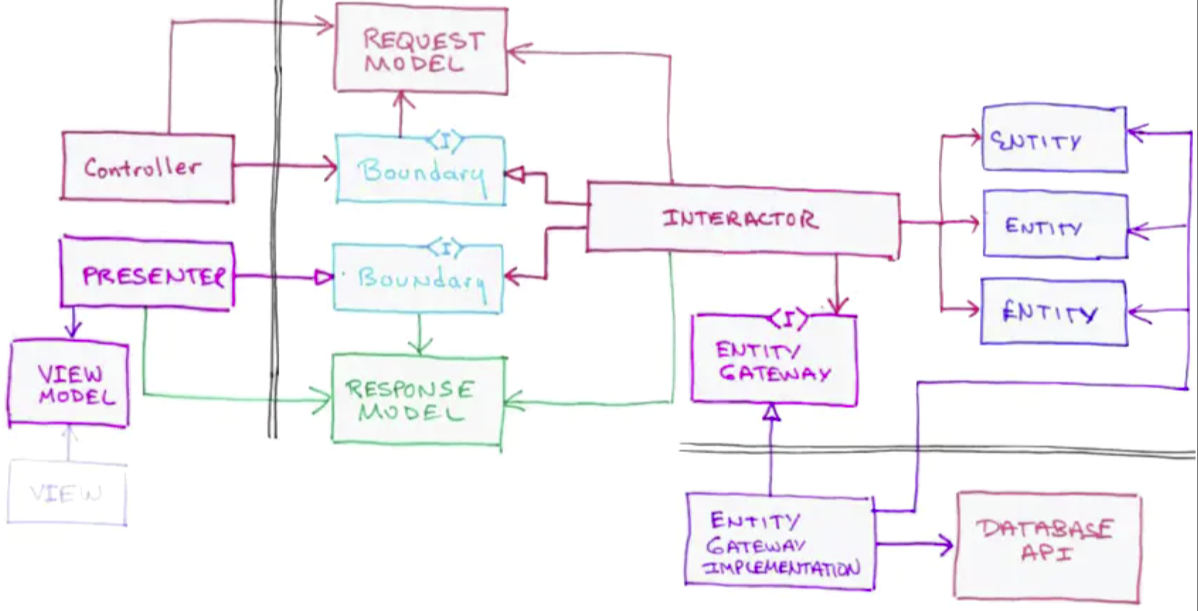 REQUEST
MODEL
<I>
Boundary
Controller
ENTITY
INTERACTOR
ENTITY
<I>
Boundary
PRESENTER
ENTITY
<I>
ENTITY
GATEWAY
VIEW
MODEL
RESPONSE
MODEL
VIEW
ENTITY
GATEWAY
IMPLEMENTATION
DATABASE
API